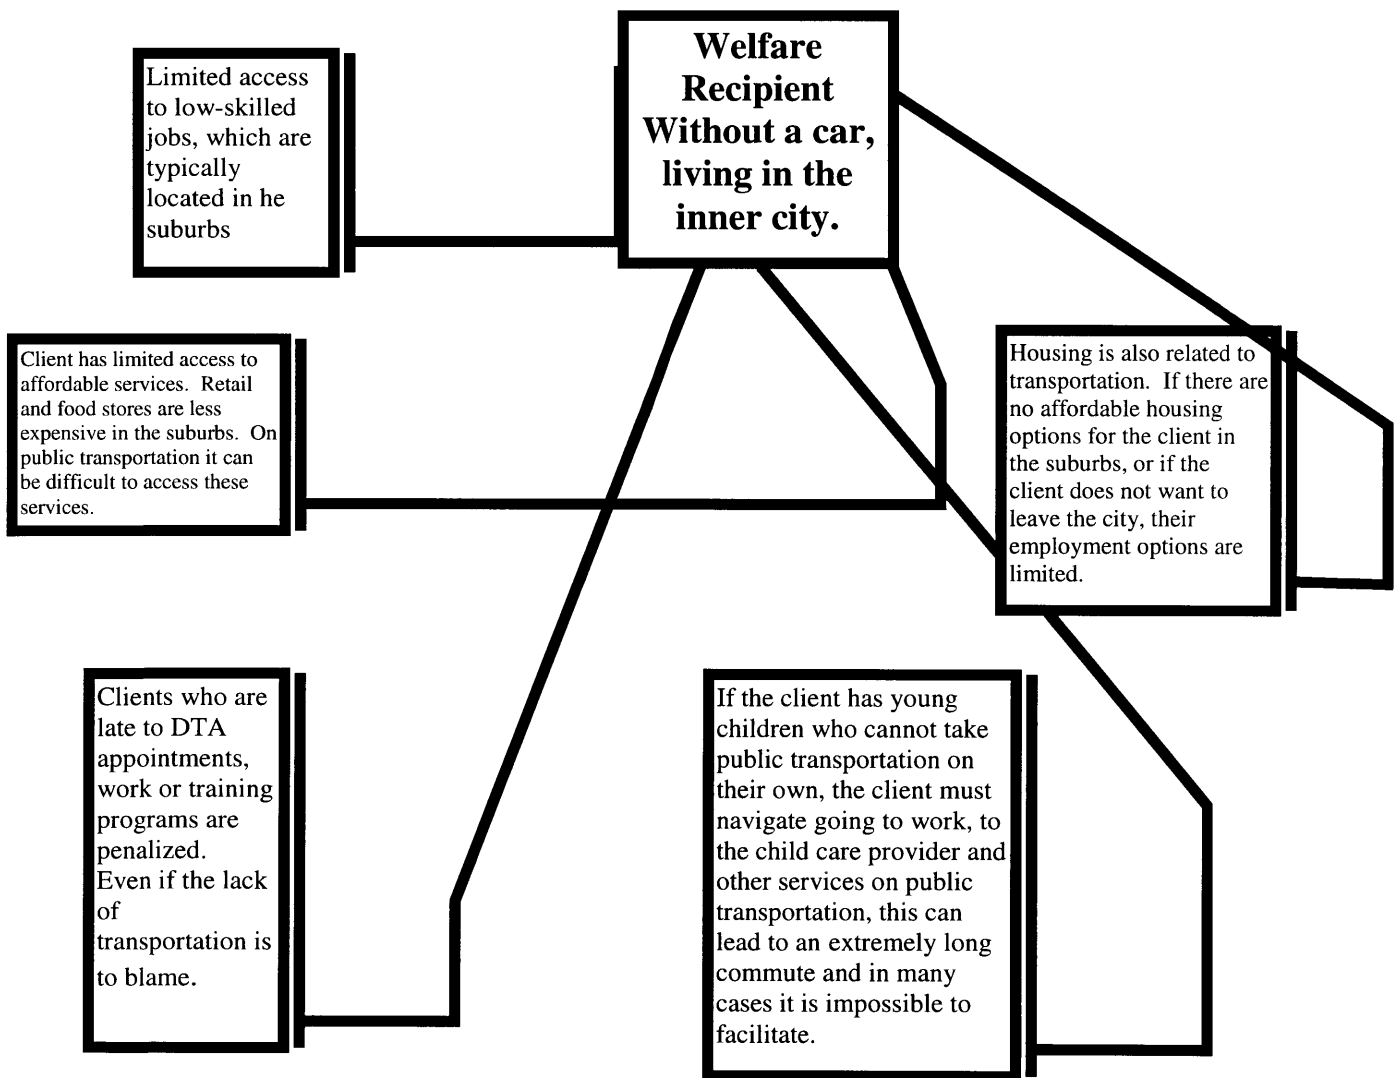 Welfare
Recipient
Without a car,
living in the
inner city.
Limited access
to low-skilled
jobs, which are
typically
located in he
suburbs
Client has limited access to
affordable services.  Retail
and food stores are less
expensive in the suburbs.  On
public transportation it can
be difficult to access these
services.
Housing is also related to
transportation.  If there are
no affordable housing
options for the client in
the suburbs, or if the
client does not want to
leave the city, their
employment options are
limited.
Clients who are
late to DTA
appointments,
work or training
programs are
penalized.
Even if the lack
of
transportation is
to blame.
If the client has young
children who cannot take
public transportation on
their own, the client must
navigate going to work, to
the child care provider and
other services on public
transportation, this can
lead to an extremely long
commute and in many
cases it is impossible to
facilitate.